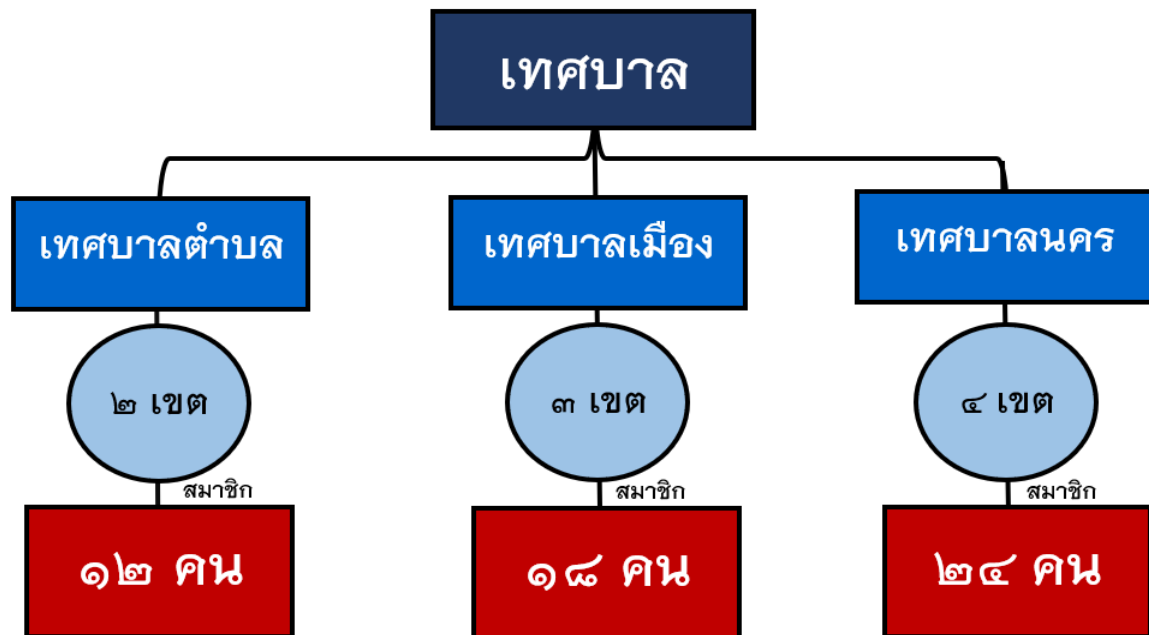 เทศบาล
เทศบาลตำบล
เทศบาลเมือง
เทศบาลนคร
๒ เขต
๓ เขต
๔ เขต
สมาชิก
สมาชิก
สมาชิก
๑๒ คน
๑๘ คน
๒๔ คน